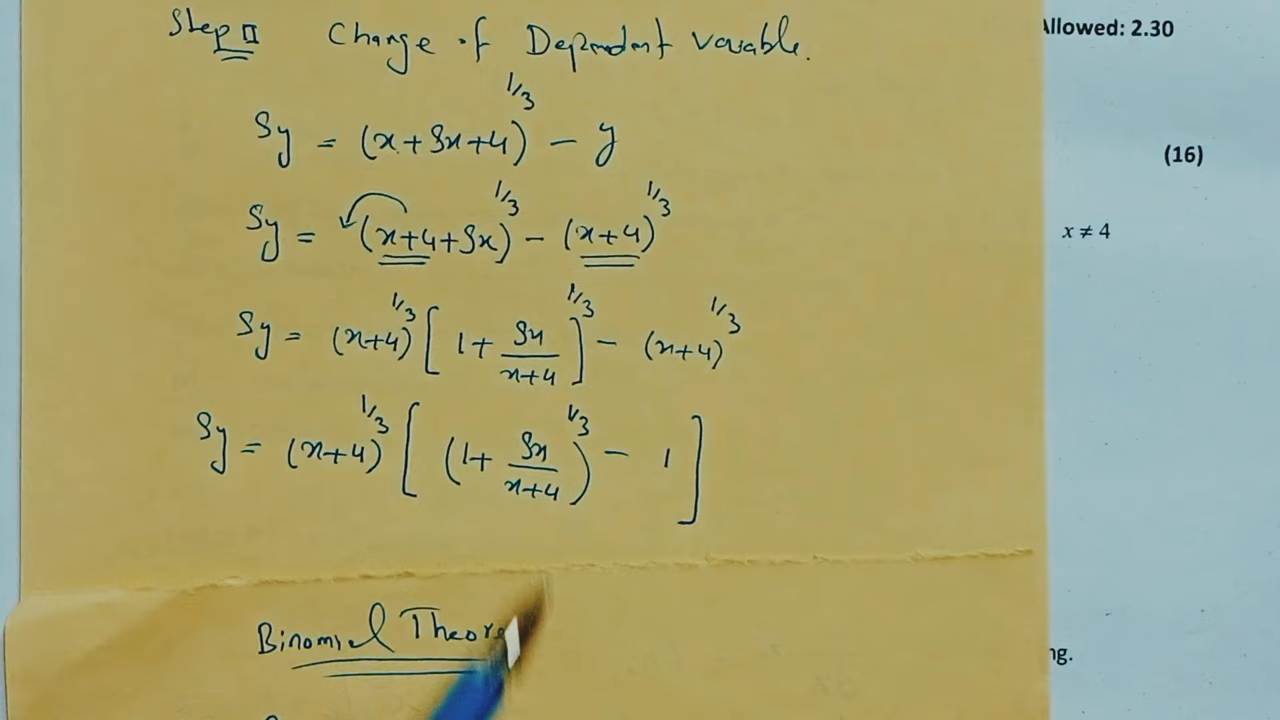 Step II Change of Dependent Variable.
Allowed: 2.30
δy = (x+δx+4)^1/3 - y
(16)
δy = (x+4+δx)^1/3 - (x+4)^1/3
x ≠ 4
δy = (x+4)^1/3 [1+ δx/x+4]^1/3 - (x+4)^1/3
δy = (x+4)^1/3 [(1+ δx/x+4)^1/3 - 1]
Binomial
ng.